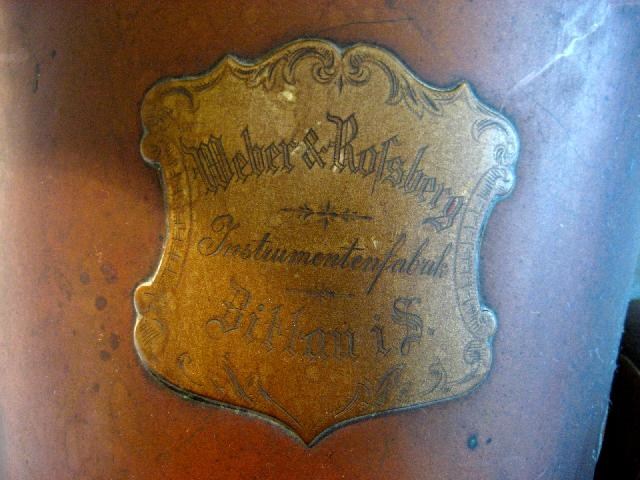 Weber & Roſsberg
Instrumentenfabrik
Zittau i S.